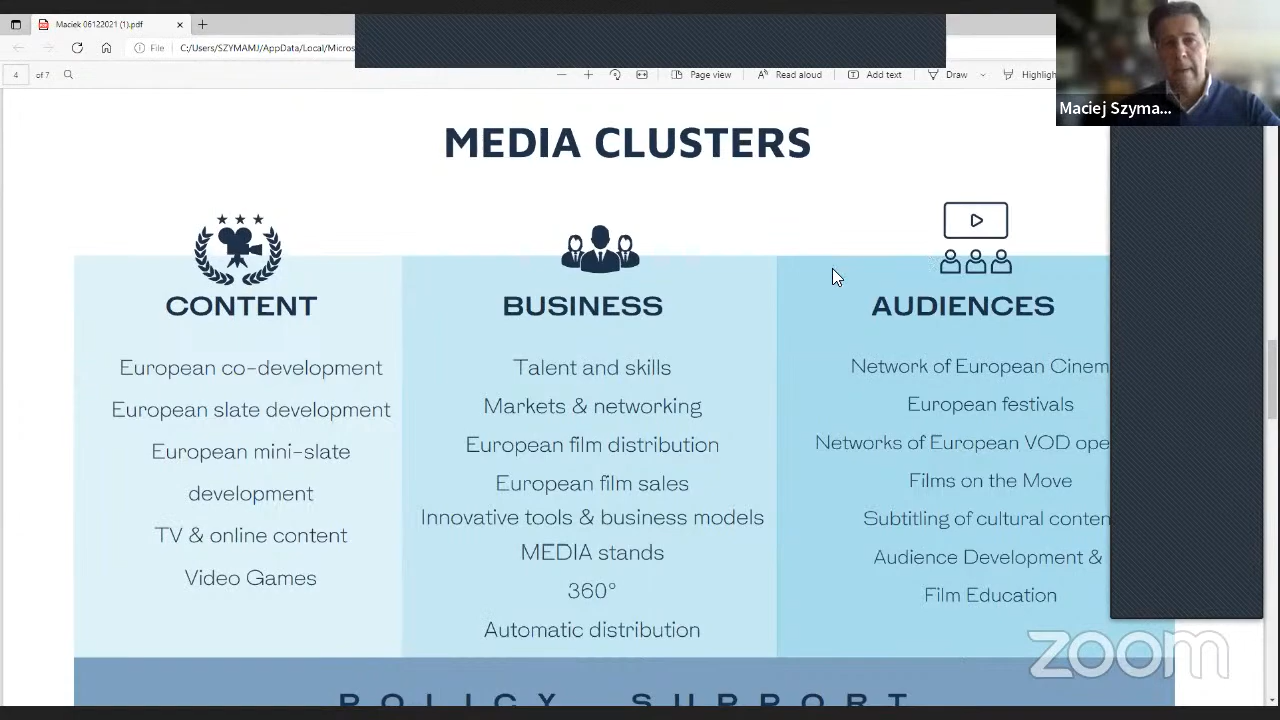 Maciek 06122021 (1).pdf
File
C:/Users/SZYMAMJ/AppData/Local/Micros
4
of 7
Page view
Read aloud
Add text
Draw
Highligh
Maciej Szyma...
MEDIA CLUSTERS
CONTENT
European co-development
European slate development
European mini-slate
development
TV & online content
Video Games
BUSINESS
Talent and skills
Markets & networking
European film distribution
European film sales
Innovative tools & business models
MEDIA stands
360°
Automatic distribution
AUDIENCES
Network of European Cinem
European festivals
Networks of European VOD ope
Films on the Move
Subtitling of cultural conten
Audience Development &
Film Education
POLICY SUPPORT
zoom